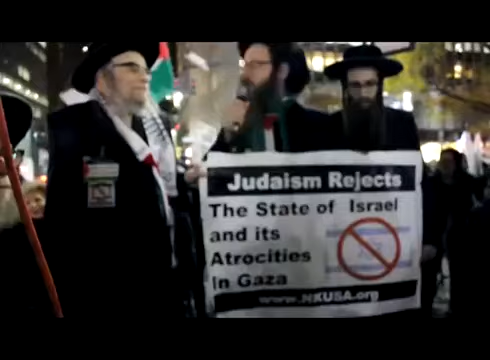 Judaism Rejects
The State of Israel
and its
Atrocities
In Gaza
www.NKUSA.org